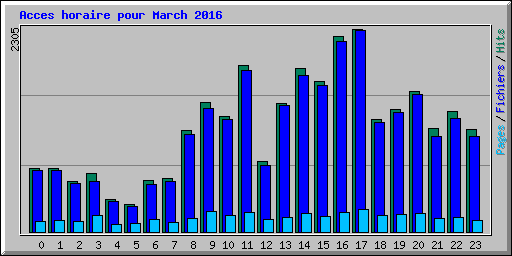 Acces horaire pour March 2016
2305
Pages / Fichiers / Hits
0 1 2 3 4 5 6 7 8 9 10 11 12 13 14 15 16 17 18 19 20 21 22 23